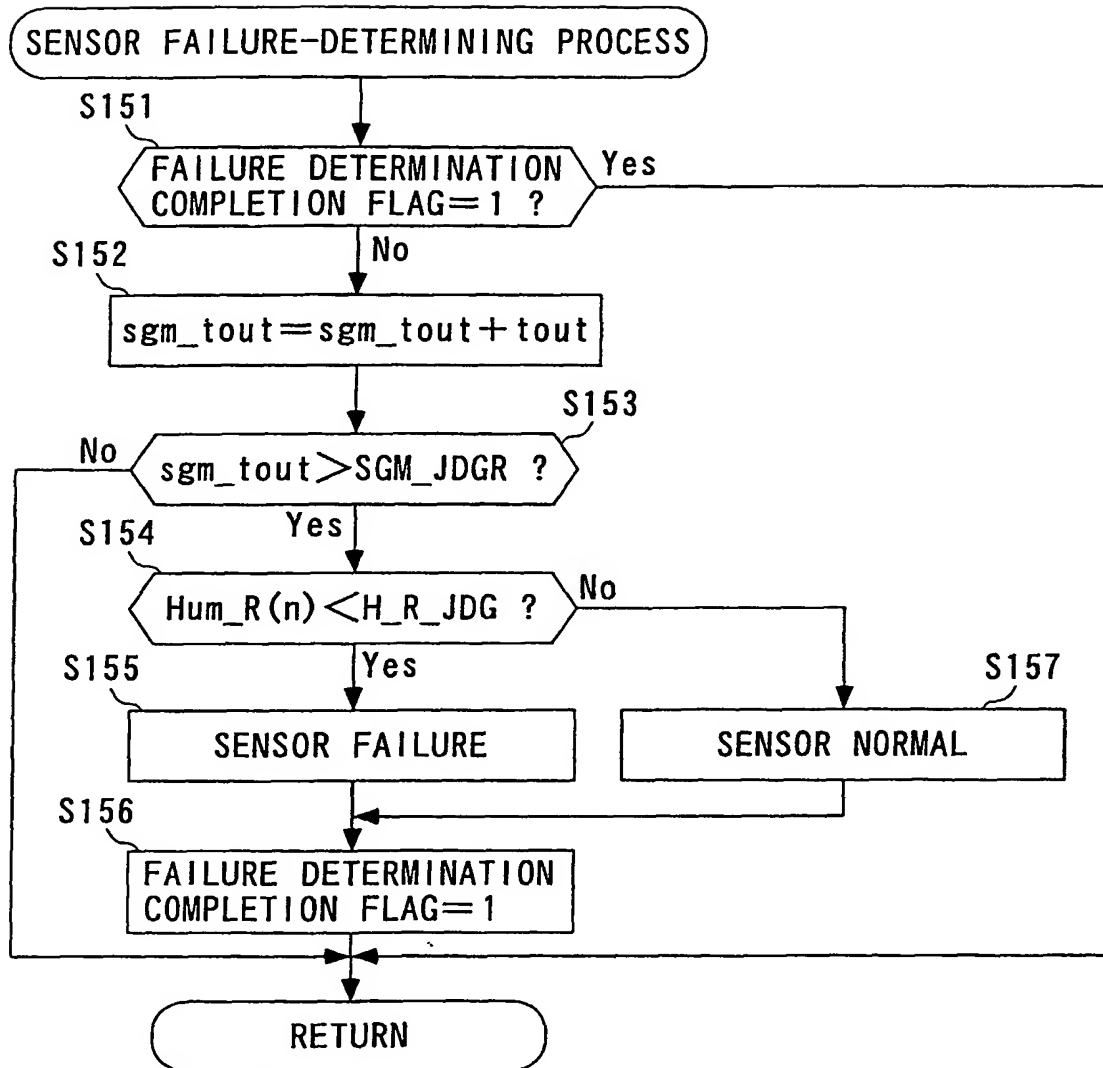 SENSOR FAILURE-DETERMINING PROCESS
S151
FAILURE DETERMINATION
COMPLETION FLAG=1 ?
Yes
No
S152
sgm_tout=sgm_tout+tout
S153
No
sgm_tout>SGM_JDGR ?
Yes
S154
Hum_R(n)<H_R_JDG ?
No
Yes
S155
SENSOR FAILURE
S157
SENSOR NORMAL
S156
FAILURE DETERMINATION
COMPLETION FLAG=1
RETURN